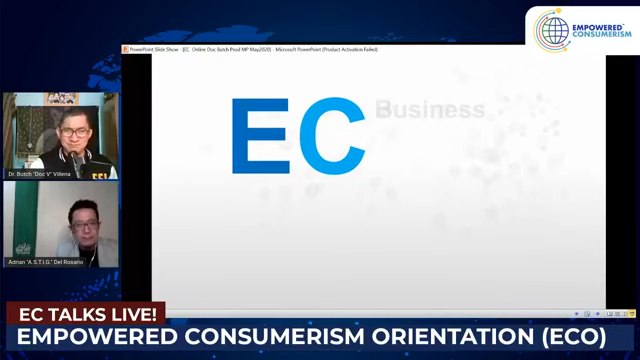 EMPOWERED
CONSUMERISM
PowerPoint Slide Show - [EC Online Doc Butch Prod MP May2020] - Microsoft PowerPoint (Product Activation Failed)
EC Business
Dr. Butch "Doc V" Villena
Adrian "A.S.T.I.G." Del Rosario
EC TALKS LIVE!
EMPOWERED CONSUMERISM ORIENTATION (ECO)